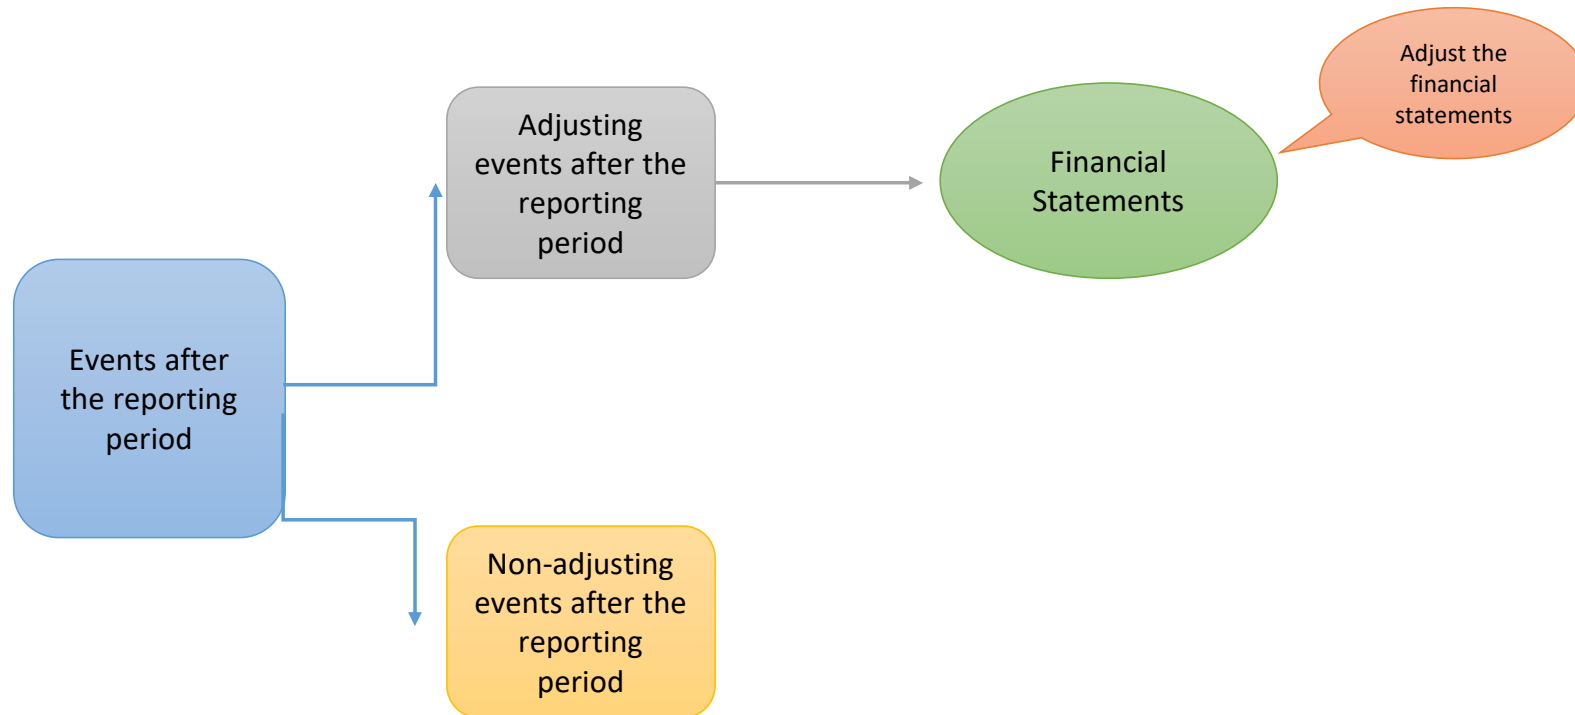 Events after
the reporting
period
Adjusting
events after the
reporting
period
Financial
Statements
Adjust the
financial
statements
Non-adjusting
events after the
reporting
period